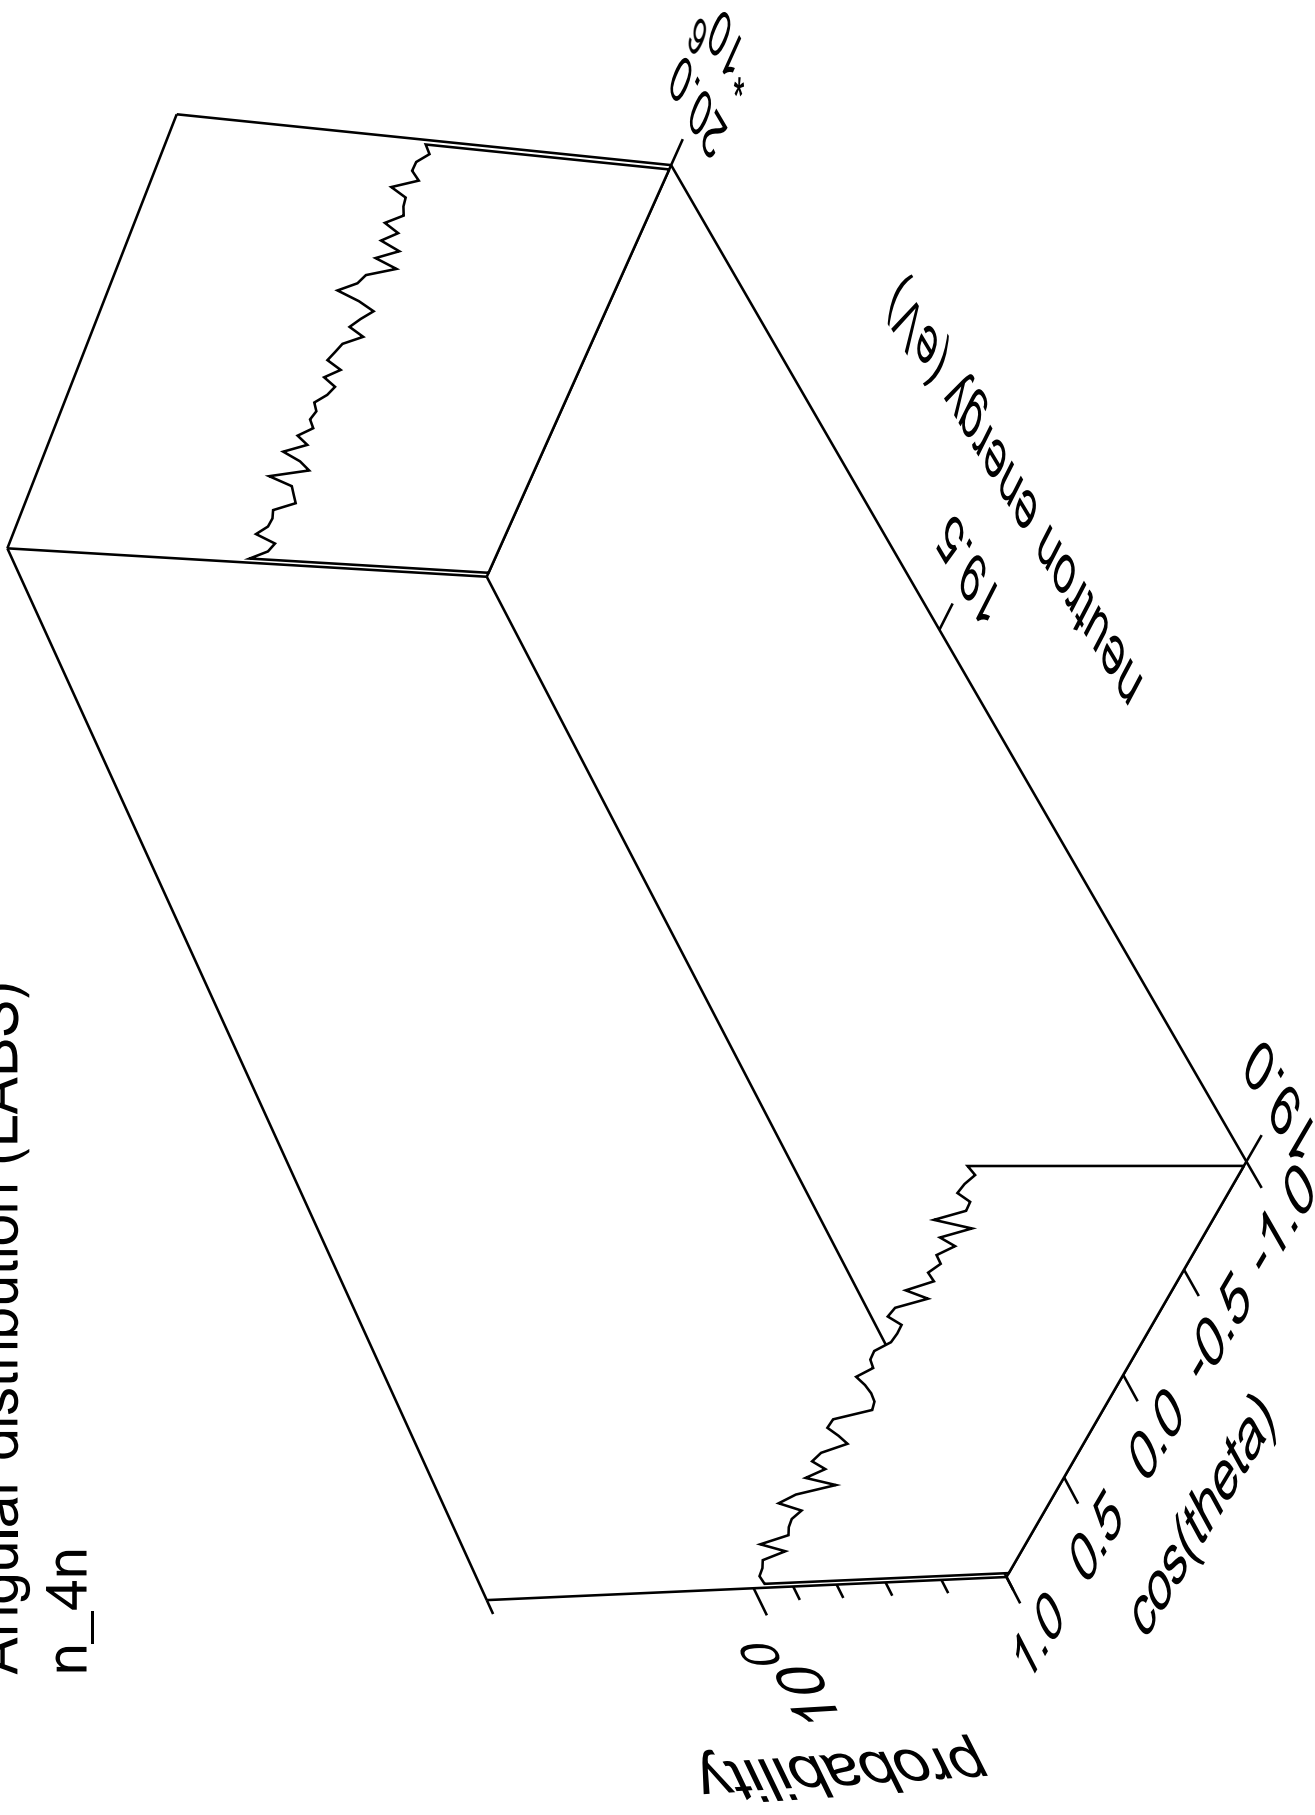 Angular distribution (LAB3)
n_4n
probability
10^0
cos(theta)
1.0 0.5 0.0 -0.5 -1.0
neutron energy (eV)
19.0 19.5 20.0
*10^6